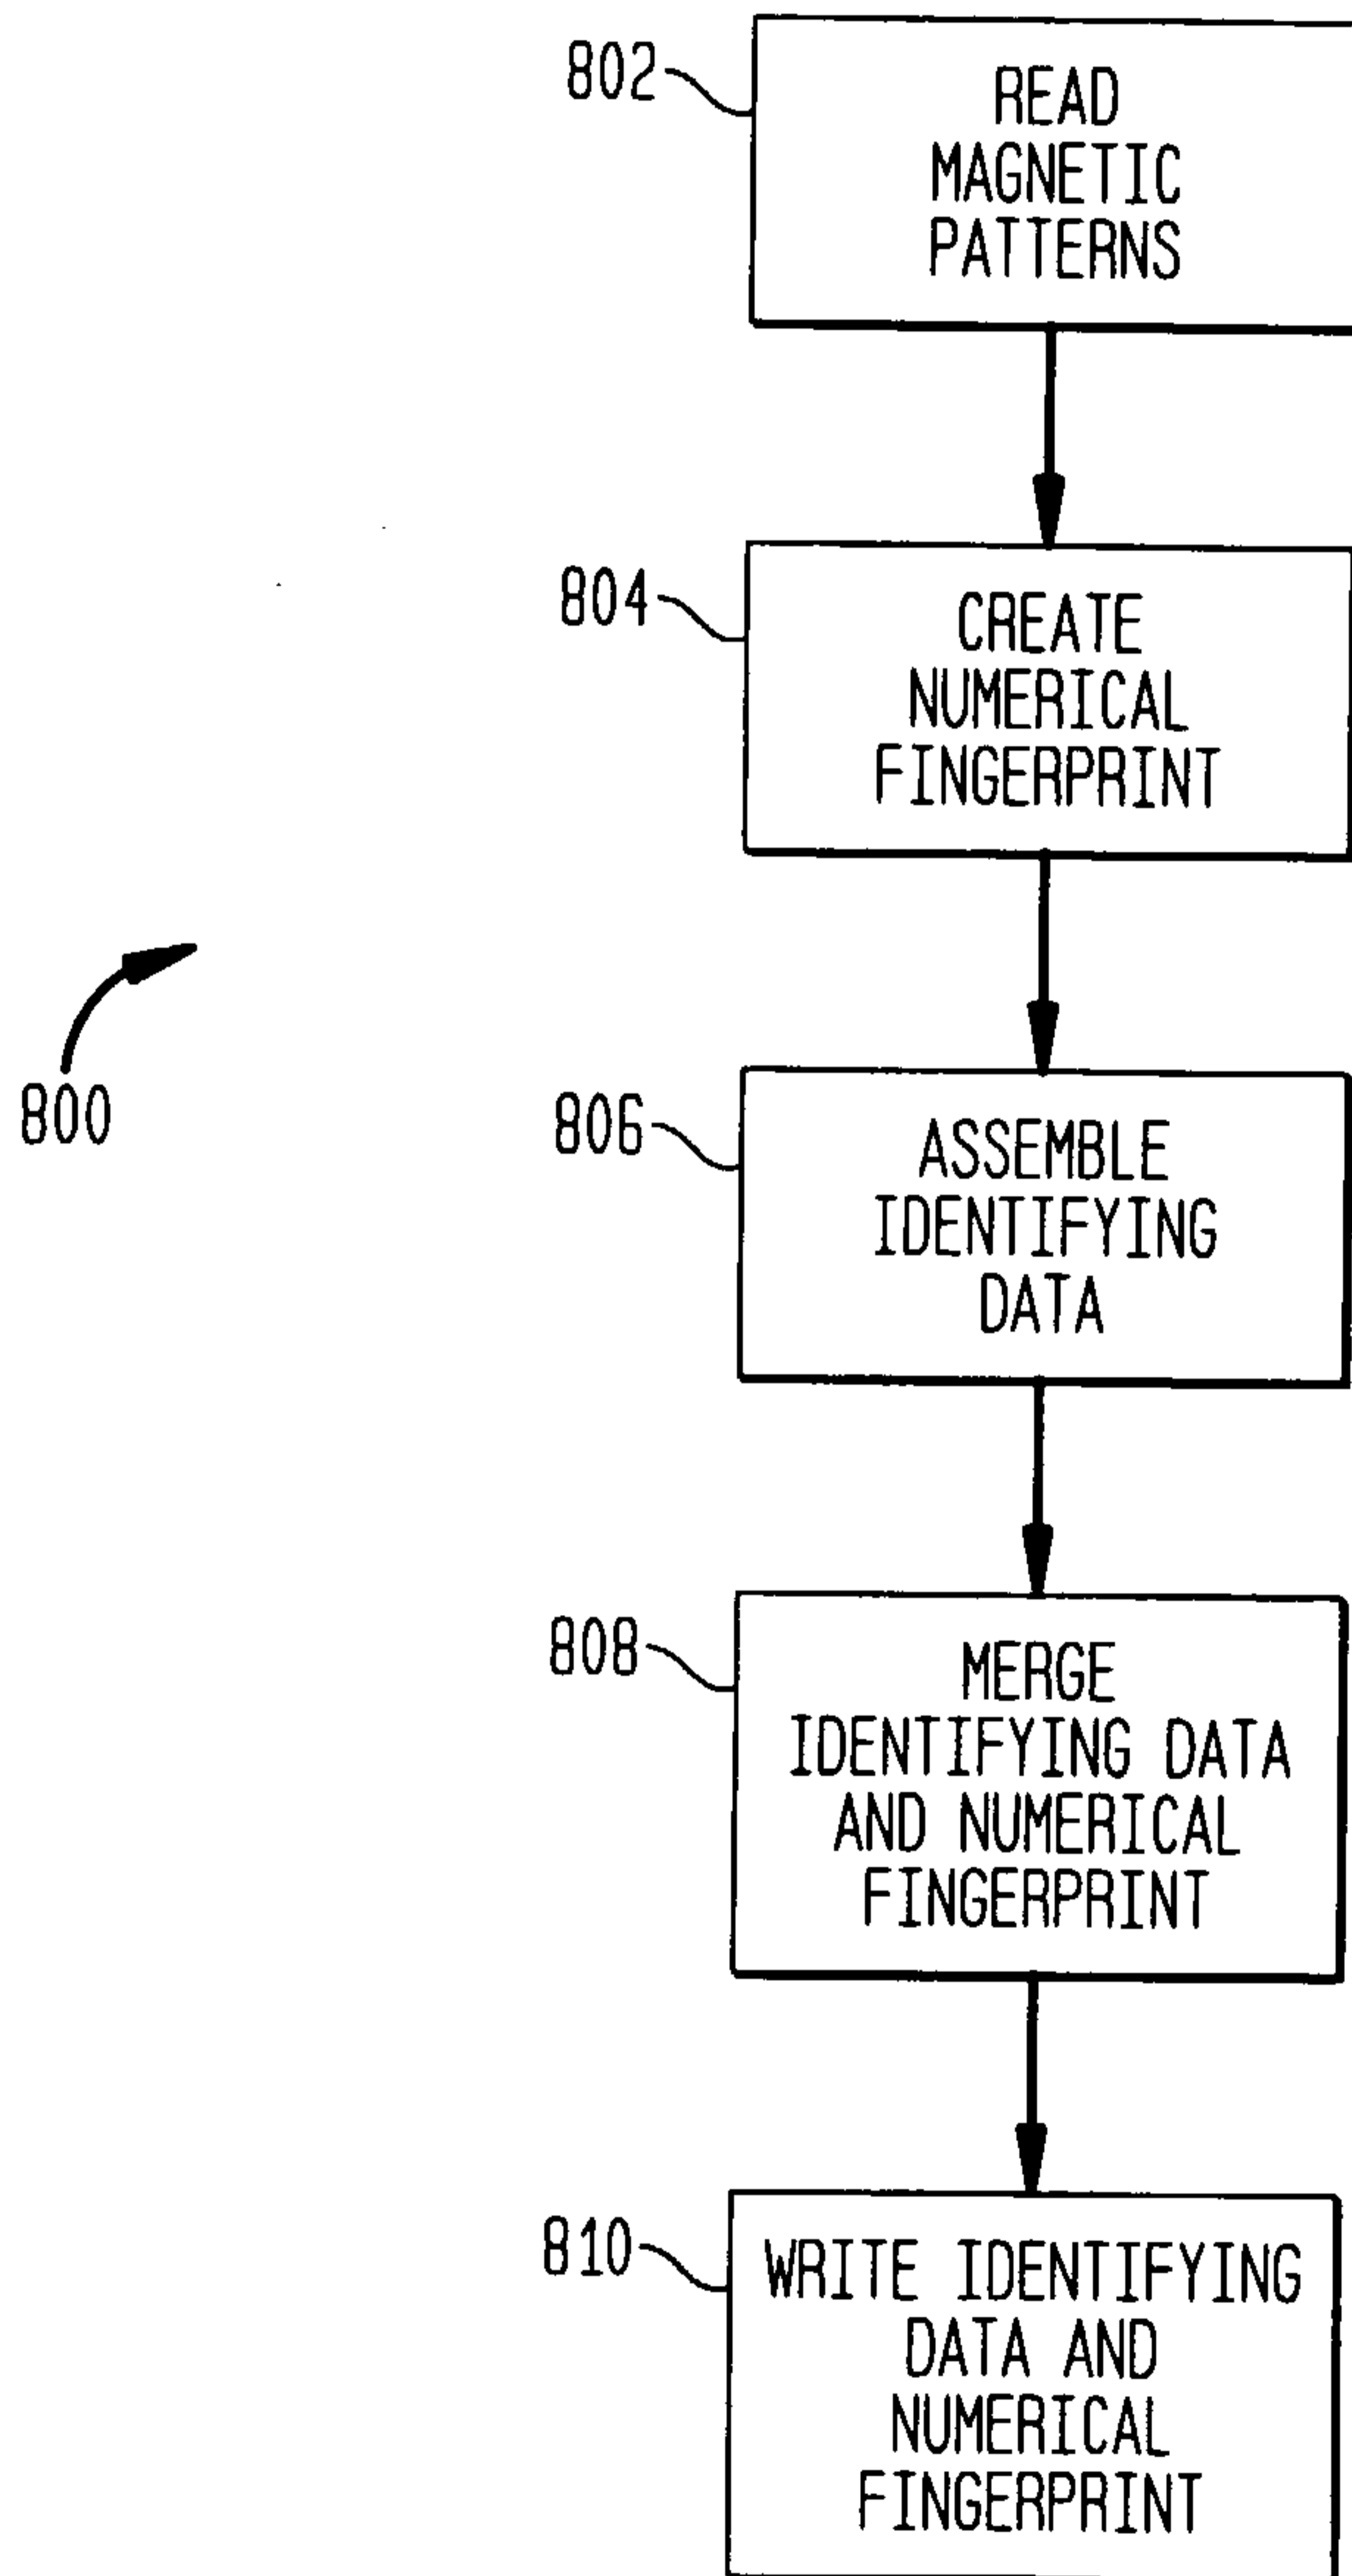 802
READ
MAGNETIC
PATTERNS
804
CREATE
NUMERICAL
FINGERPRINT
800
806
ASSEMBLE
IDENTIFYING
DATA
808
MERGE
IDENTIFYING DATA
AND NUMERICAL
FINGERPRINT
810
WRITE IDENTIFYING
DATA AND
NUMERICAL
FINGERPRINT